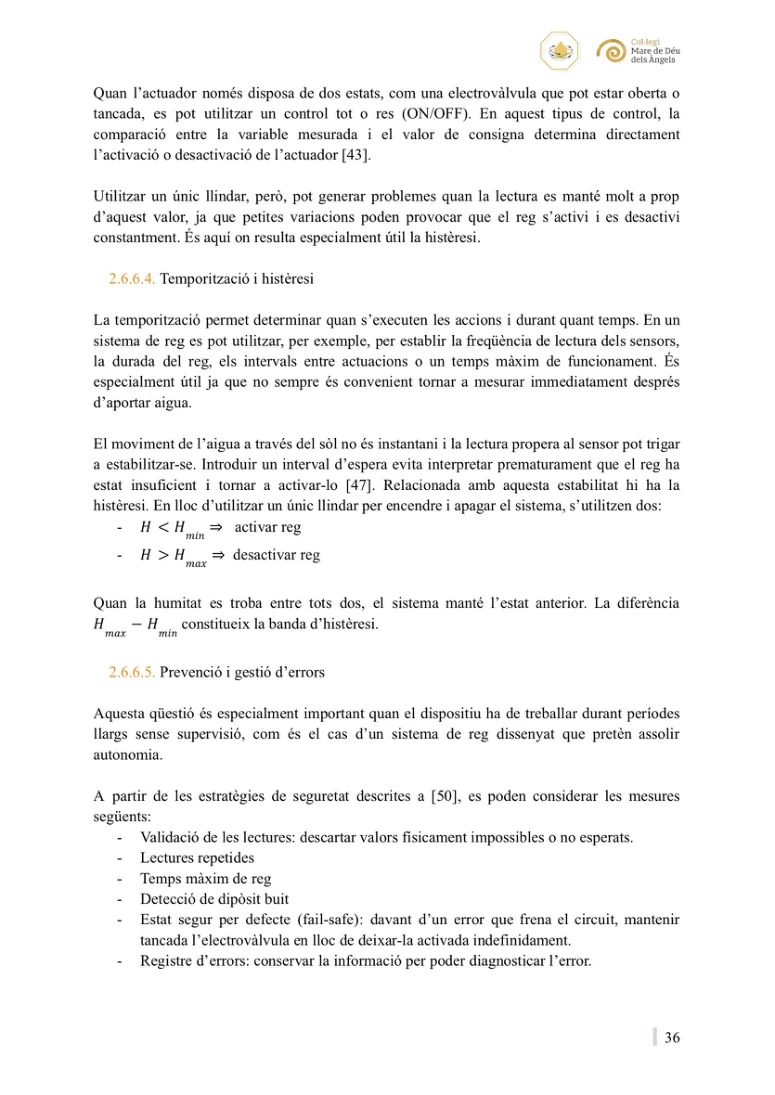 Col·legi
Mare de Déu
dels Àngels
Quan l’actuador només disposa de dos estats, com una electrovàlvula que pot estar oberta o
tancada, es pot utilitzar un control tot o res (ON/OFF). En aquest tipus de control, la
comparació entre la variable mesurada i el valor de consigna determina directament
l’activació o desactivació de l’actuador [43].
Utilitzar un únic llindar, però, pot generar problemes quan la lectura es manté molt a prop
d’aquest valor, ja que petites variacions poden provocar que el reg s’activi i es desactivi
constantment. És aquí on resulta especialment útil la histèresi.
2.6.6.4. Temporització i histèresi
La temporització permet determinar quan s’executen les accions i durant quant temps. En un
sistema de reg es pot utilitzar, per exemple, per establir la freqüència de lectura dels sensors,
la durada del reg, els intervals entre actuacions o un temps màxim de funcionament. És
especialment útil ja que no sempre és convenient tornar a mesurar immediatament després
d’aportar aigua.
El moviment de l’aigua a través del sòl no és instantani i la lectura propera al sensor pot trigar
a estabilitzar-se. Introduir un interval d’espera evita interpretar prematurament que el reg ha
estat insuficient i tornar a activar-lo [47]. Relacionada amb aquesta estabilitat hi ha la
histèresi. En lloc d’utilitzar un únic llindar per encendre i apagar el sistema, s’utilitzen dos:
- H < Hmin ⇒ activar reg
- H > Hmax ⇒ desactivar reg
Quan la humitat es troba entre tots dos, el sistema manté l’estat anterior. La diferència
Hmax − Hmin constitueix la banda d’histèresi.
2.6.6.5. Prevenció i gestió d’errors
Aquesta qüestió és especialment important quan el dispositiu ha de treballar durant períodes
llargs sense supervisió, com és el cas d’un sistema de reg dissenyat que pretèn assolir
autonomia.
A partir de les estratègies de seguretat descrites a [50], es poden considerar les mesures
següents:
- Validació de les lectures: descartar valors físicament impossibles o no esperats.
- Lectures repetides
- Temps màxim de reg
- Detecció de dipòsit buit
- Estat segur per defecte (fail-safe): davant d’un error que frena el circuit, mantenir
tancada l’electrovàlvula en lloc de deixar-la activada indefinidament.
- Registre d’errors: conservar la informació per poder diagnosticar l’error.
36